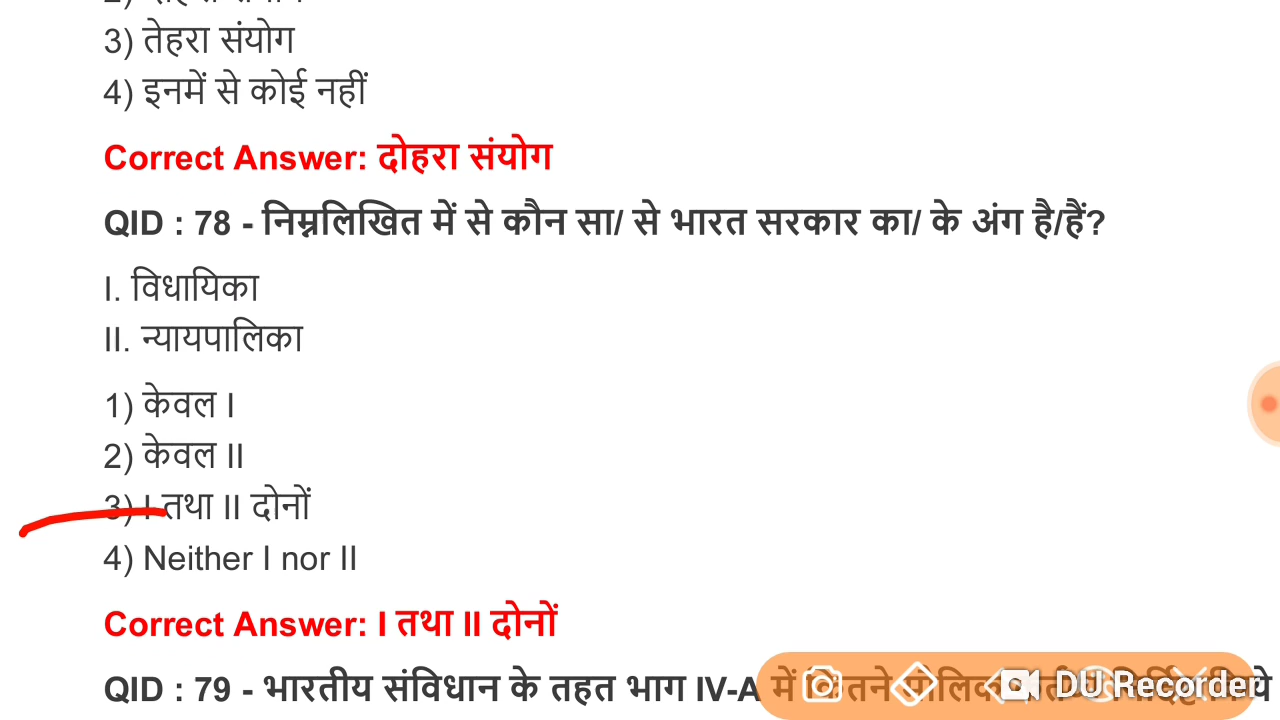 3) तेहरा संयोग
4) इनमें से कोई नहीं
Correct Answer: दोहरा संयोग
QID : 78 - निम्नलिखित में से कौन सा/ से भारत सरकार का/ के अंग है/हैं?
I. विधायिका
II. न्यायपालिका
1) केवल I
2) केवल II
3) I तथा II दोनों
4) Neither I nor II
Correct Answer: I तथा II दोनों
QID : 79 - भारतीय संविधान के तहत भाग IV-A में
DU Recorder